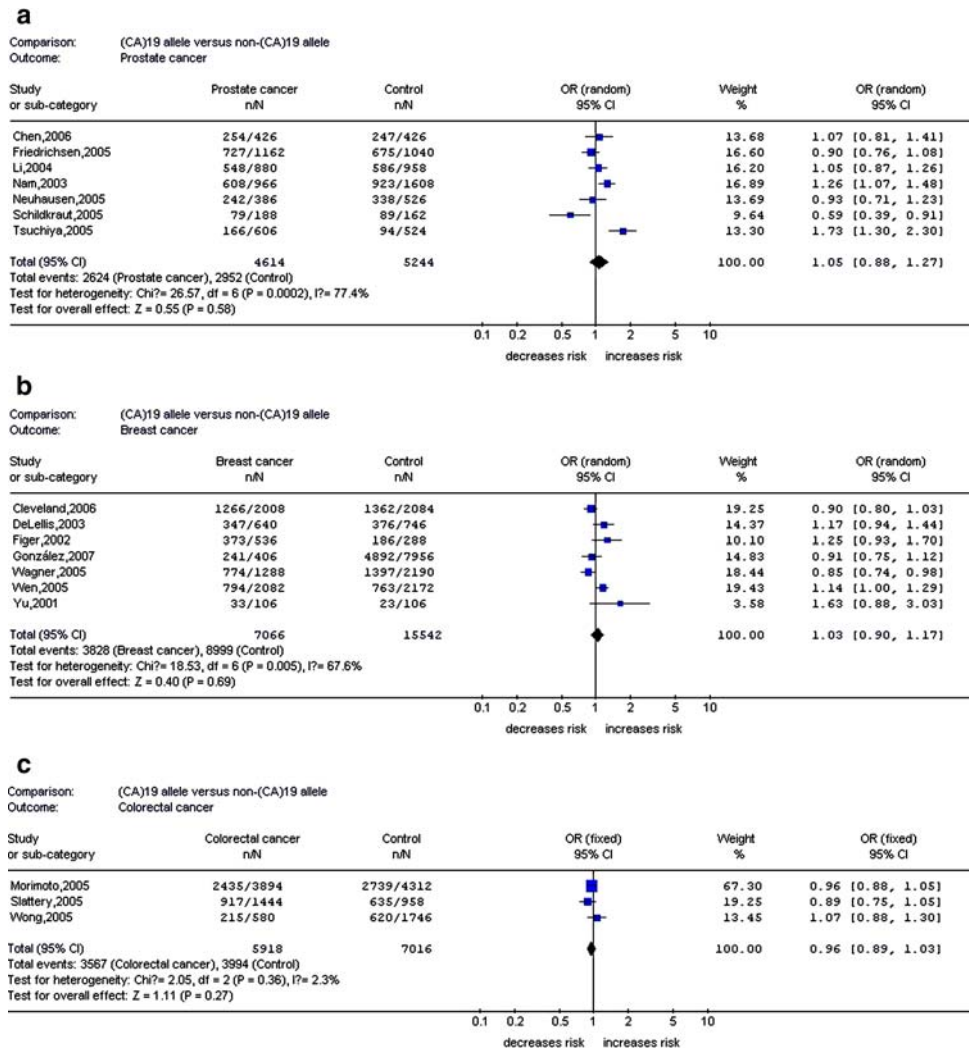 a
Comparison: (CA)19 allele versus non-(CA)19 allele
Outcome: Prostate cancer
Study Prostate cancer Control OR (random) Weight OR (random)
or sub-category n/N n/N 95% CI % 95% CI
Chen,2006 254/426 247/426 13.68 1.07 [0.81, 1.41]
Friedrichsen,2005 727/1162 675/1040 16.60 0.90 [0.76, 1.08]
Li,2004 548/880 586/958 16.20 1.05 [0.87, 1.26]
Nam,2003 608/966 923/1608 16.89 1.26 [1.07, 1.48]
Neuhausen,2005 242/386 338/526 13.69 0.93 [0.71, 1.23]
Schildkraut,2005 79/188 89/162 9.64 0.59 [0.39, 0.91]
Tsuchiya,2005 166/606 94/524 13.30 1.73 [1.30, 2.30]
Total (95% CI) 4614 5244 100.00 1.05 [0.88, 1.27]
Total events: 2624 (Prostate cancer), 2952 (Control)
Test for heterogeneity: Chi?= 26.57, df = 6 (P = 0.0002), I?= 77.4%
Test for overall effect: Z = 0.55 (P = 0.58)
0.1 0.2 0.5 1 2 5 10
decreases risk increases risk
b
Comparison: (CA)19 allele versus non-(CA)19 allele
Outcome: Breast cancer
Study Breast cancer Control OR (random) Weight OR (random)
or sub-category n/N n/N 95% CI % 95% CI
Cleveland,2006 1266/2008 1362/2084 19.25 0.90 [0.80, 1.03]
DeLellis,2003 347/640 376/746 14.37 1.17 [0.94, 1.44]
Figer,2002 373/536 186/288 10.10 1.25 [0.93, 1.70]
González,2007 241/406 4892/7956 14.83 0.91 [0.75, 1.12]
Wagner,2005 774/1288 1397/2190 18.44 0.85 [0.74, 0.98]
Wen,2005 794/2082 763/2172 19.43 1.14 [1.00, 1.29]
Yu,2001 33/106 23/106 3.58 1.63 [0.88, 3.03]
Total (95% CI) 7066 15542 100.00 1.03 [0.90, 1.17]
Total events: 3828 (Breast cancer), 8999 (Control)
Test for heterogeneity: Chi?= 18.53, df = 6 (P = 0.005), I?= 67.6%
Test for overall effect: Z = 0.40 (P = 0.69)
0.1 0.2 0.5 1 2 5 10
decreases risk increases risk
c
Comparison: (CA)19 allele versus non-(CA)19 allele
Outcome: Colorectal cancer
Study Colorectal cancer Control OR (fixed) Weight OR (fixed)
or sub-category n/N n/N 95% CI % 95% CI
Morimoto,2005 2435/3894 2739/4312 67.30 0.96 [0.88, 1.05]
Slattery,2005 917/1444 635/958 19.25 0.89 [0.75, 1.05]
Wong,2005 215/580 620/1746 13.45 1.07 [0.88, 1.30]
Total (95% CI) 5918 7016 100.00 0.96 [0.89, 1.03]
Total events: 3567 (Colorectal cancer), 3994 (Control)
Test for heterogeneity: Chi?= 2.05, df = 2 (P = 0.36), I?= 2.3%
Test for overall effect: Z = 1.11 (P = 0.27)
0.1 0.2 0.5 1 2 5 10
decreases risk increases risk